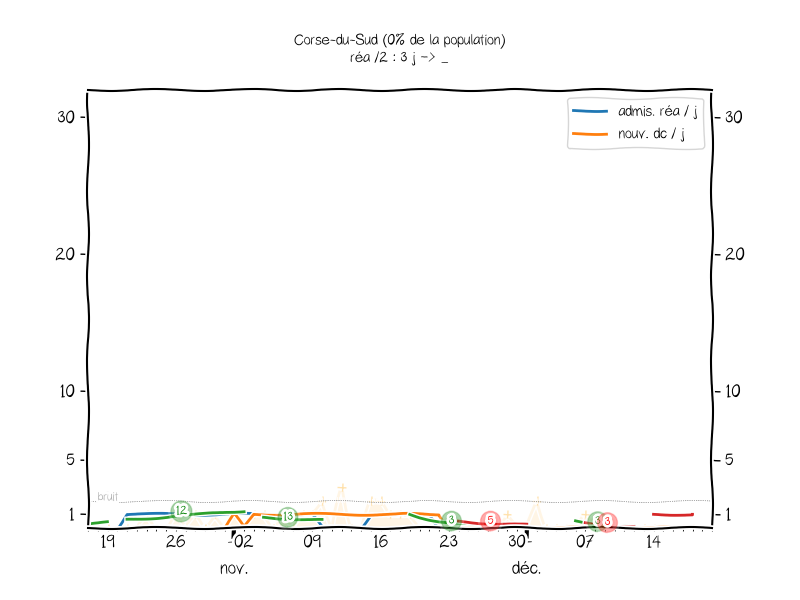 Corse-du-Sud (0% de la population)
réa /2 : 3 j -> _
30 30
admis. réa / j
nouv. dc / j
20 20
10 10
5 5
bruit
1 1
12 13 3 5 3 3
19 26 02 09 16 23 30 07 14
nov. déc.